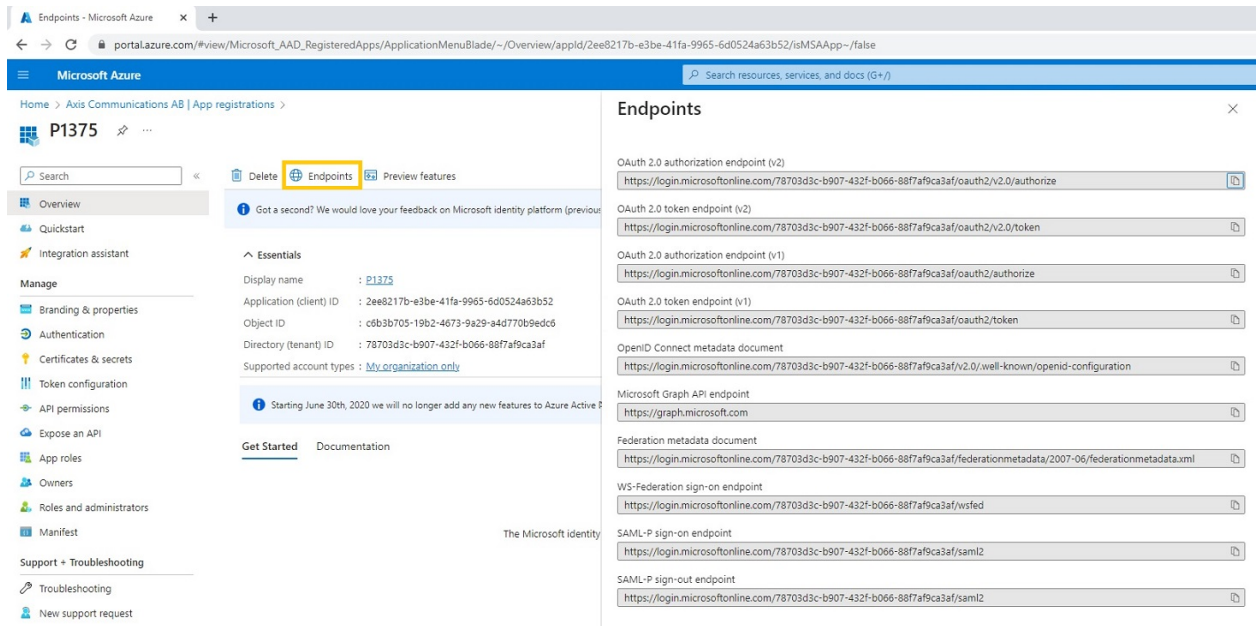 Endpoints - Microsoft Azure
portal.azure.com/#view/Microsoft_AAD_RegisteredApps/ApplicationMenuBlade/~/Overview/appId/2ee8217b-e3be-41fa-9965-6d0524a63b52/isMSAApp~/false
Microsoft Azure
Search resources, services, and docs (G+/)
Home > Axis Communications AB | App registrations >
P1375
Search
Overview
Quickstart
Integration assistant
Manage
Branding & properties
Authentication
Certificates & secrets
Token configuration
API permissions
Expose an API
App roles
Owners
Roles and administrators
Manifest
Support + Troubleshooting
Troubleshooting
New support request
Delete Endpoints Preview features
Got a second? We would love your feedback on Microsoft identity platform (previous
Essentials
Display name : P1375
Application (client) ID : 2ee8217b-e3be-41fa-9965-6d0524a63b52
Object ID : c6b3b705-19b2-4673-9a29-a4d770b9edc6
Directory (tenant) ID : 78703d3c-b907-432f-b066-88f7af9ca3af
Supported account types : My organization only
Starting June 30th, 2020 we will no longer add any new features to Azure Active
Get Started Documentation
The Microsoft identity
Endpoints
OAuth 2.0 authorization endpoint (v2)
https://login.microsoftonline.com/78703d3c-b907-432f-b066-88f7af9ca3af/oauth2/v2.0/authorize
OAuth 2.0 token endpoint (v2)
https://login.microsoftonline.com/78703d3c-b907-432f-b066-88f7af9ca3af/oauth2/v2.0/token
OAuth 2.0 authorization endpoint (v1)
https://login.microsoftonline.com/78703d3c-b907-432f-b066-88f7af9ca3af/oauth2/authorize
OAuth 2.0 token endpoint (v1)
https://login.microsoftonline.com/78703d3c-b907-432f-b066-88f7af9ca3af/oauth2/token
OpenID Connect metadata document
https://login.microsoftonline.com/78703d3c-b907-432f-b066-88f7af9ca3af/v2.0/.well-known/openid-configuration
Microsoft Graph API endpoint
https://graph.microsoft.com
Federation metadata document
https://login.microsoftonline.com/78703d3c-b907-432f-b066-88f7af9ca3af/federationmetadata/2007-06/federationmetadata.xml
WS-Federation sign-on endpoint
https://login.microsoftonline.com/78703d3c-b907-432f-b066-88f7af9ca3af/wsfed
SAML-P sign-on endpoint
https://login.microsoftonline.com/78703d3c-b907-432f-b066-88f7af9ca3af/saml2
SAML-P sign-out endpoint
https://login.microsoftonline.com/78703d3c-b907-432f-b066-88f7af9ca3af/saml2